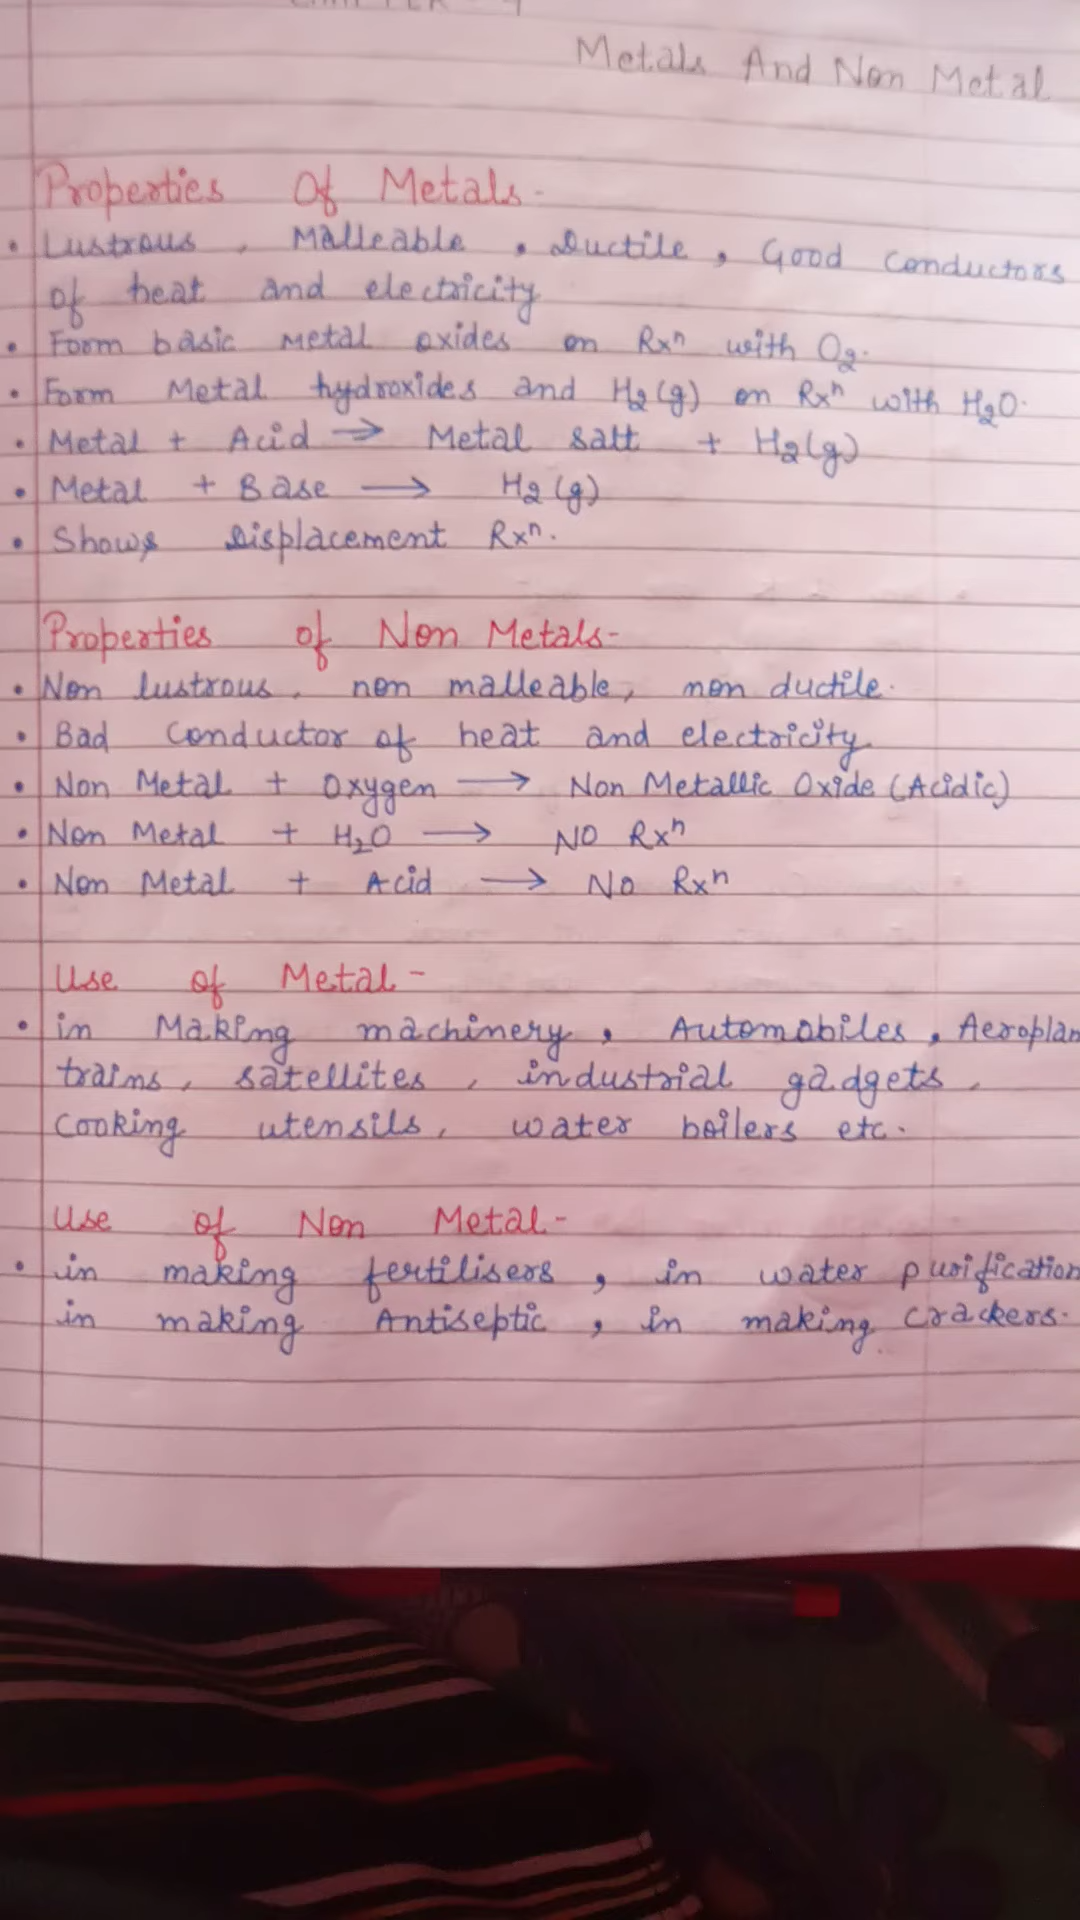 Metals And Non Metal
Properties Of Metals-
• Lustrous, Malleable, Ductile, Good conductors
of heat and electricity
• Form basic metal oxides on Rxⁿ with O₂.
• Form Metal hydroxides and H₂(g) on Rxⁿ with H₂O.
• Metal + Acid → Metal salt + H₂(g)
• Metal + Base → H₂(g)
• Shows Displacement Rxⁿ.
Properties of Non Metals-
• Non lustrous, non malleable, non ductile.
• Bad Conductor of heat and electricity
• Non Metal + Oxygen → Non Metallic Oxide (Acidic)
• Non Metal + H₂O → NO Rxⁿ
• Non Metal + Acid → No Rxⁿ
Use of Metal-
• in Making machinery, Automobiles, Aeroplan
trains, satellites, industrial gadgets,
cooking utensils, water boilers etc.
Use of Non Metal-
• in making fertilisers, in water purification
in making Antiseptic, in making crackers.